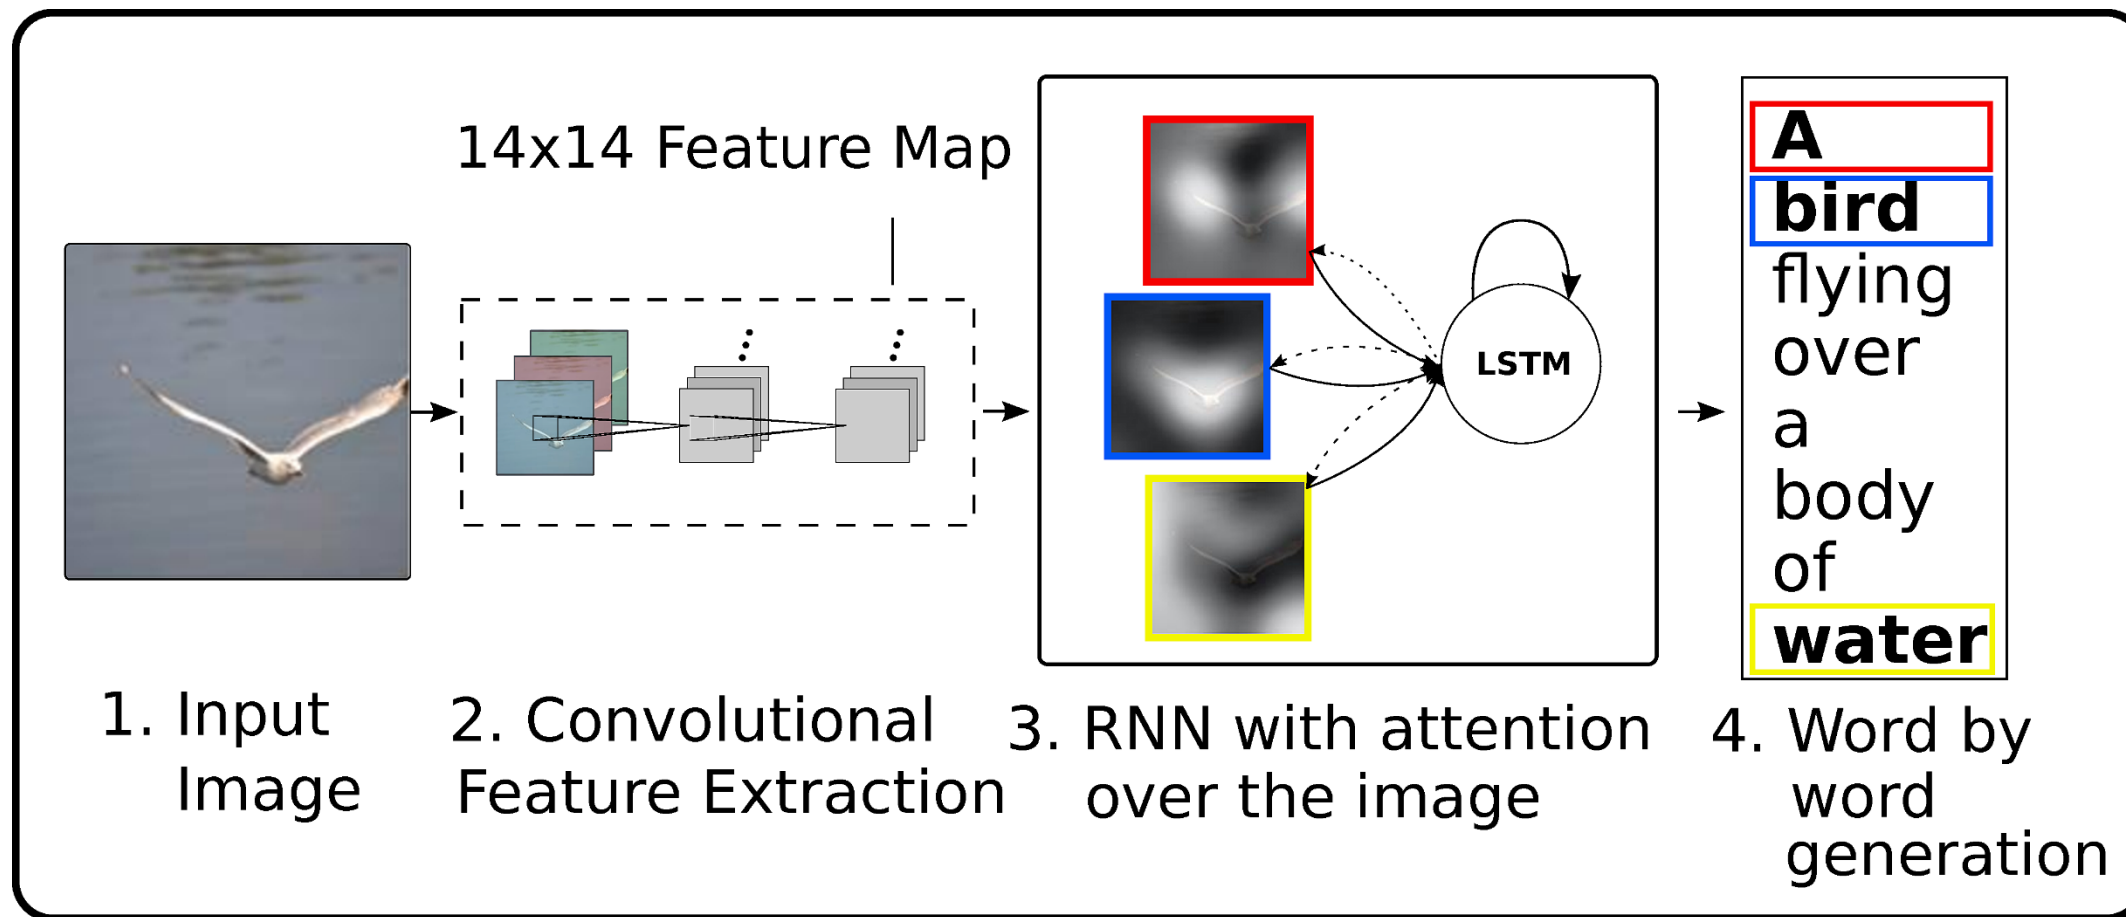 14x14 Feature Map
LSTM
A
bird
flying
over
a
body
of
water
1. Input
Image
2. Convolutional
Feature Extraction
3. RNN with attention
over the image
4. Word by
word
generation